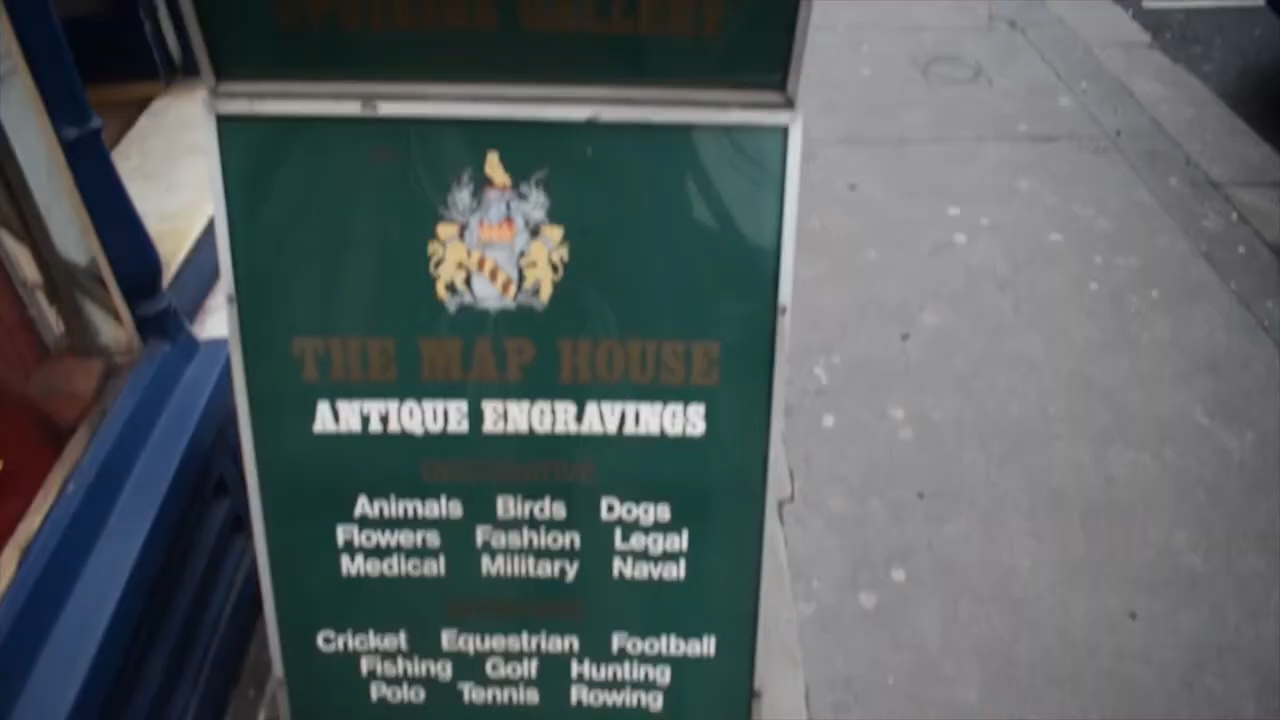 THE MAP HOUSE
ANTIQUE ENGRAVINGS
Animals Birds Dogs
Flowers Fashion Legal
Medical Military Naval
Cricket Equestrian Football
Fishing Golf Hunting
Polo Tennis Rowing